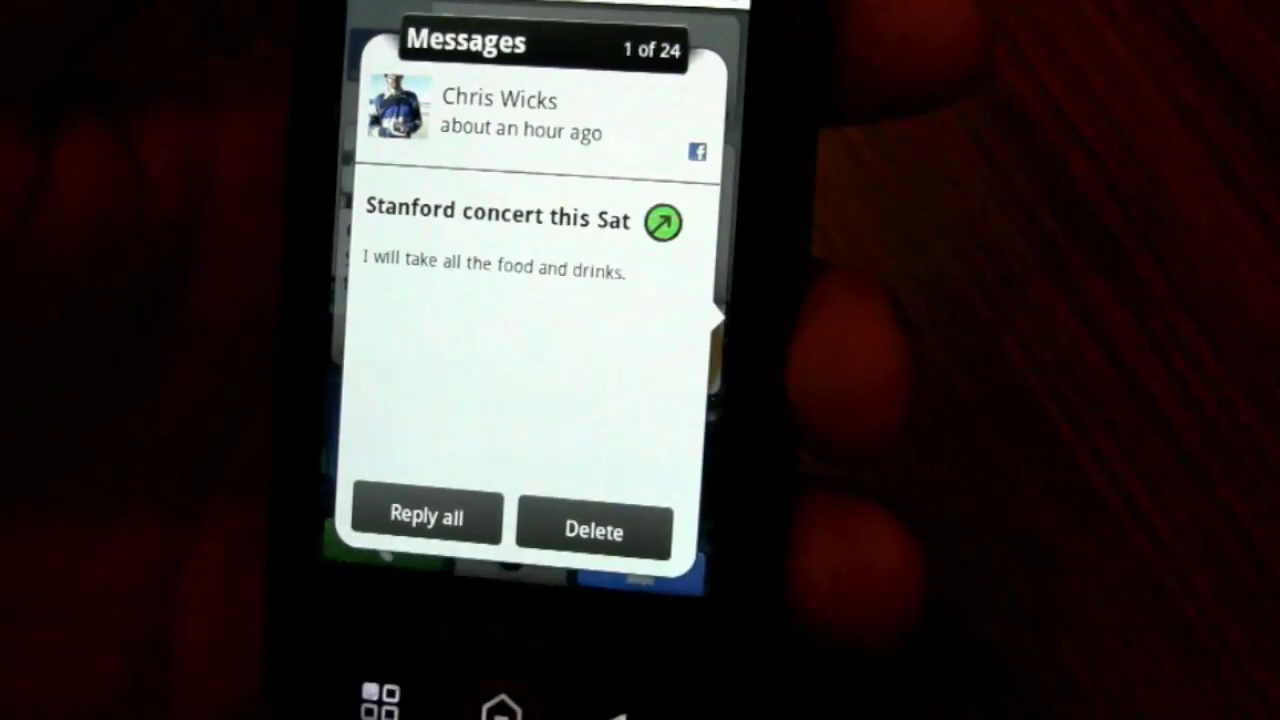 Messages 1 of 24
Chris Wicks
about an hour ago
f
Stanford concert this Sat
I will take all the food and drinks.
Reply all Delete